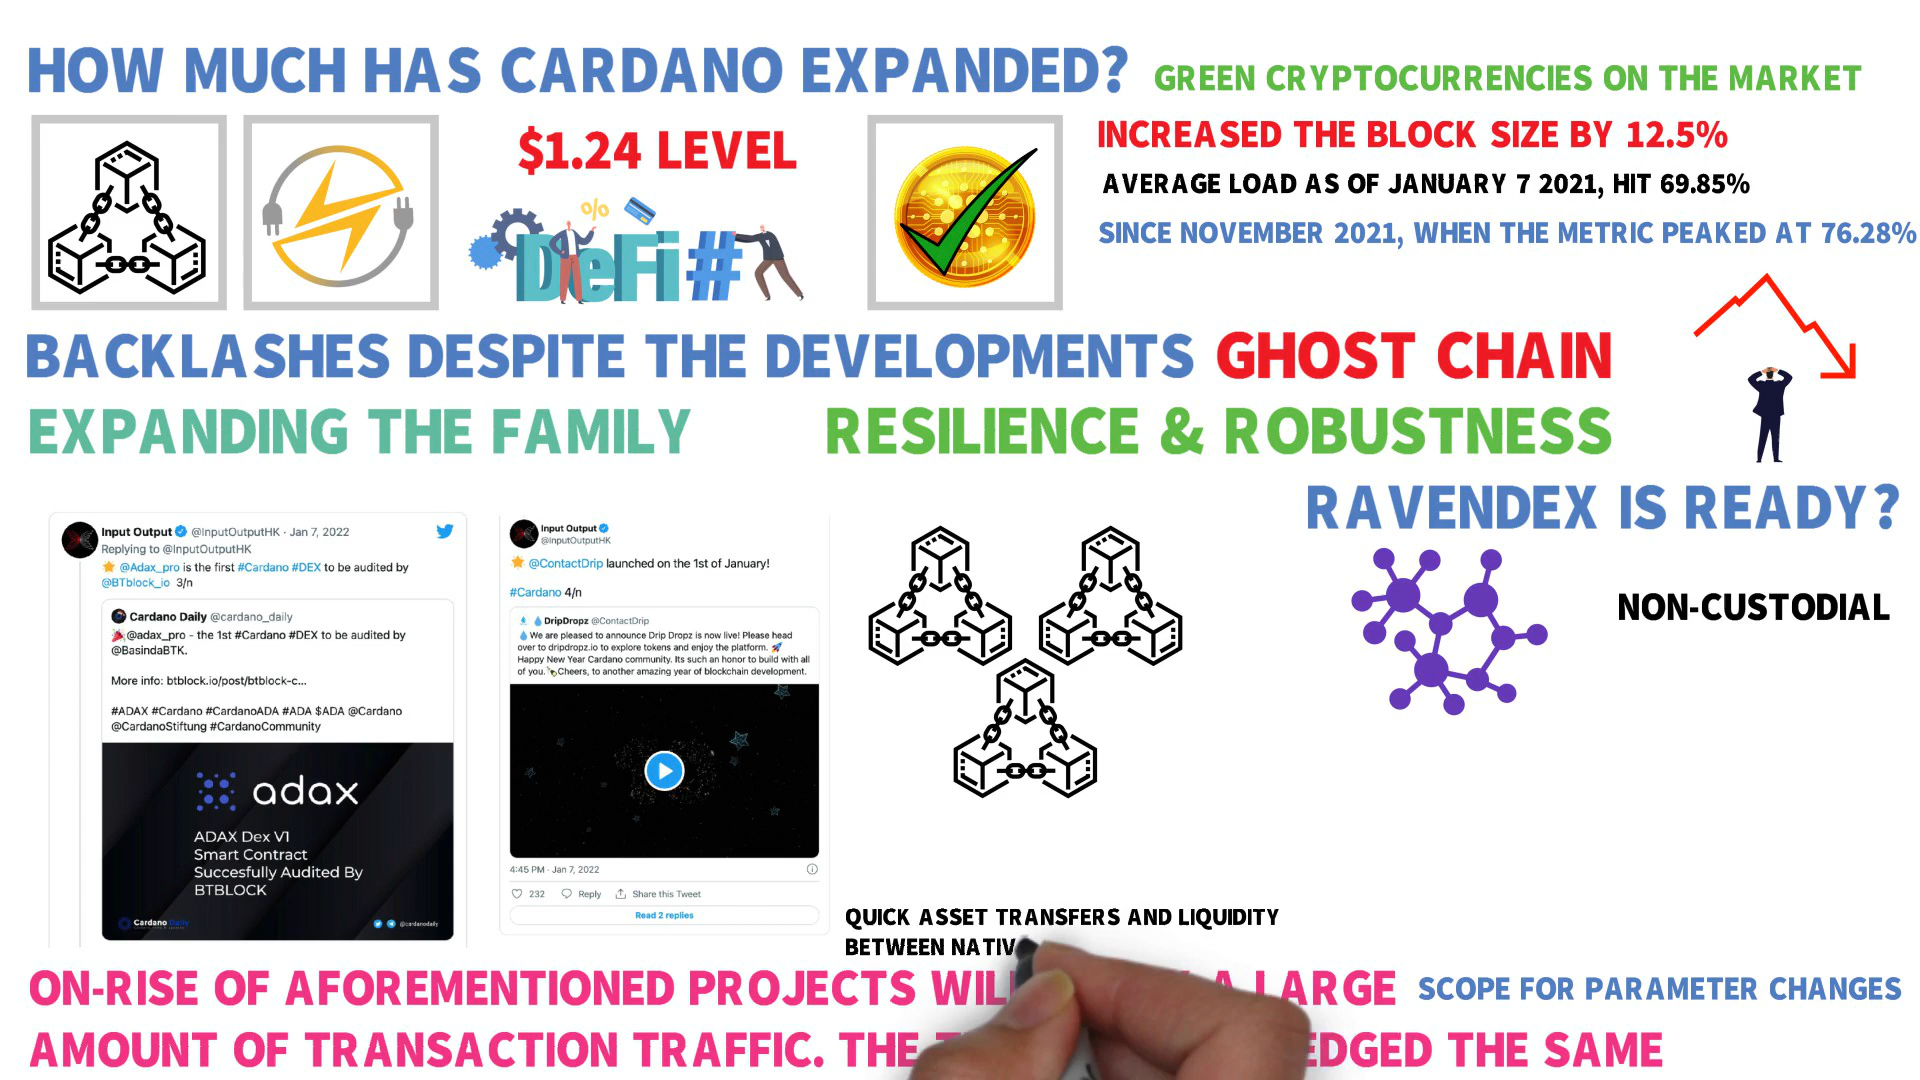 HOW MUCH HAS CARDANO EXPANDED?
GREEN CRYPTOCURRENCIES ON THE MARKET
$1.24 LEVEL
%
DeFi #
INCREASED THE BLOCK SIZE BY 12.5%
AVERAGE LOAD AS OF JANUARY 7 2021, HIT 69.85%
SINCE NOVEMBER 2021, WHEN THE METRIC PEAKED AT 76.28%
BACKLASHES DESPITE THE DEVELOPMENTS
GHOST CHAIN
EXPANDING THE FAMILY
RESILIENCE & ROBUSTNESS
RAVENDEX IS READY?
NON-CUSTODIAL
Input Output @InputOutputHK · Jan 7, 2022
Replying to @InputOutputHK
@Adax_pro is the first #Cardano #DEX to be audited by
@BTblock_io 3/n
Cardano Daily @cardano_daily
@adax_pro - the 1st #Cardano #DEX to be audited by
@BasindaBTK.
More info: btblock.io/post/btblock-c...
#ADAX #Cardano #CardanoADA #ADA $ADA @Cardano
@CardanoStiftung #CardanoCommunity
adax
ADAX Dex V1
Smart Contract
Succesfully Audited By
BTBLOCK
Cardano Daily
@cardanodaily
Input Output
@InputOutputHK
@ContactDrip launched on the 1st of January!
#Cardano 4/n
DripDropz @ContactDrip
We are pleased to announce Drip Dropz is now live! Please head
over to dripdropz.io to explore tokens and enjoy the platform.
Happy New Year Cardano community. Its such an honor to build with all
of you. Cheers, to another amazing year of blockchain development.
4:45 PM · Jan 7, 2022
232 Reply Share this Tweet
Read 2 replies
QUICK ASSET TRANSFERS AND LIQUIDITY
BETWEEN NATIV
ON-RISE OF AFOREMENTIONED PROJECTS A LARGE
SCOPE FOR PARAMETER CHANGES
AMOUNT OF TRANSACTION TRAFFIC. THE EDGED THE SAME